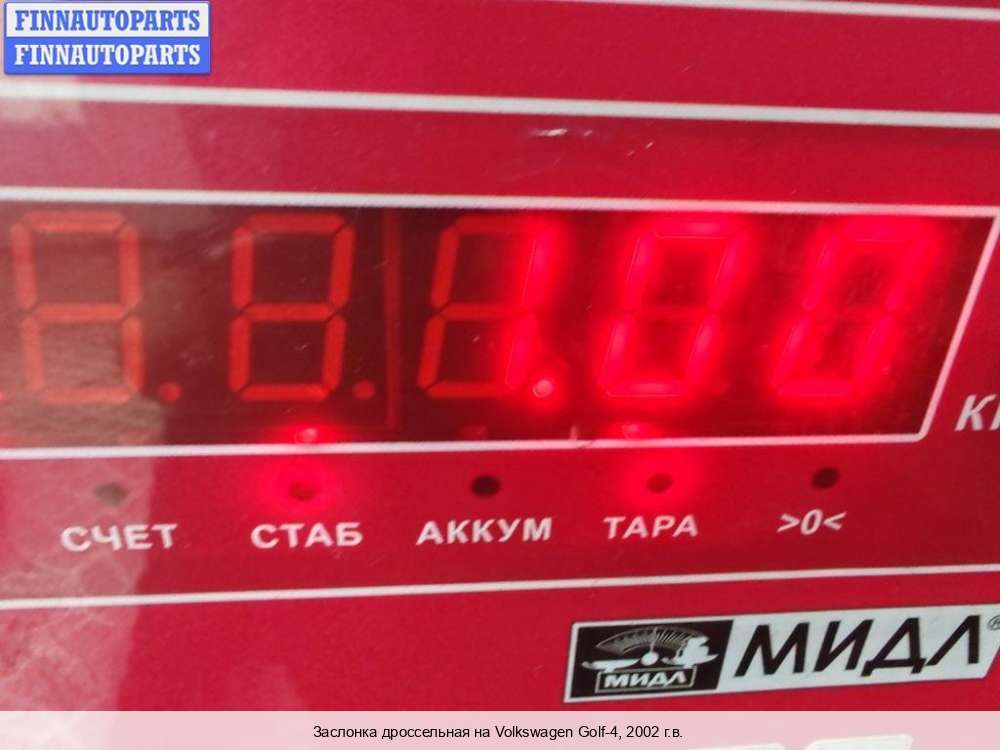 FINNAUTOPARTS
FINNAUTOPARTS
1.00
СЧЕТ СТАБ АККУМ ТАРА >0<
МИДЛ МИДЛ®
Заслонка дроссельная на Volkswagen Golf-4, 2002 г.в.